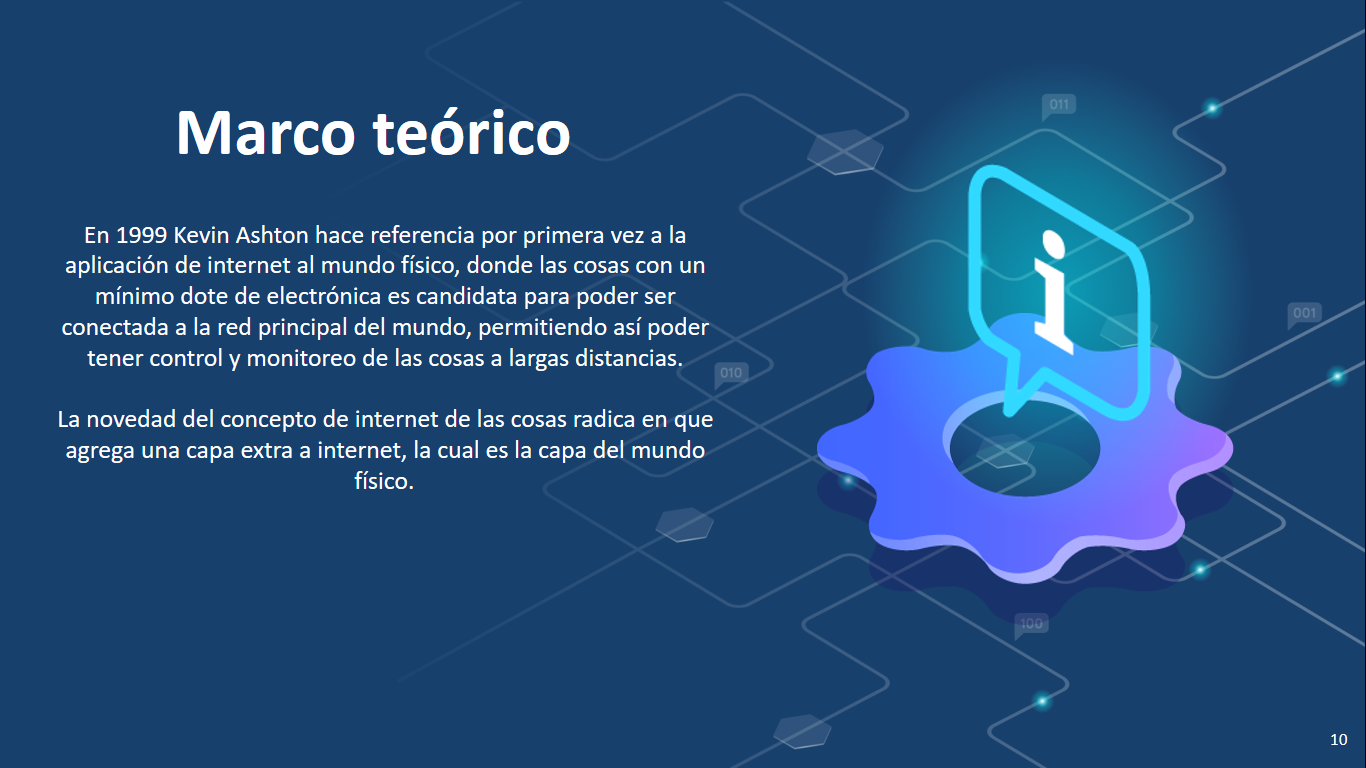 Marco teórico
En 1999 Kevin Ashton hace referencia por primera vez a la
aplicación de internet al mundo físico, donde las cosas con un
mínimo dote de electrónica es candidata para poder ser
conectada a la red principal del mundo, permitiendo así poder
tener control y monitoreo de las cosas a largas distancias.
La novedad del concepto de internet de las cosas radica en que
agrega una capa extra a internet, la cual es la capa del mundo
físico.
011
i
001
010
100
10